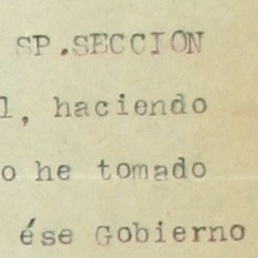 SP.SECCION
l, haciendo
o he tomado
ése Gobierno